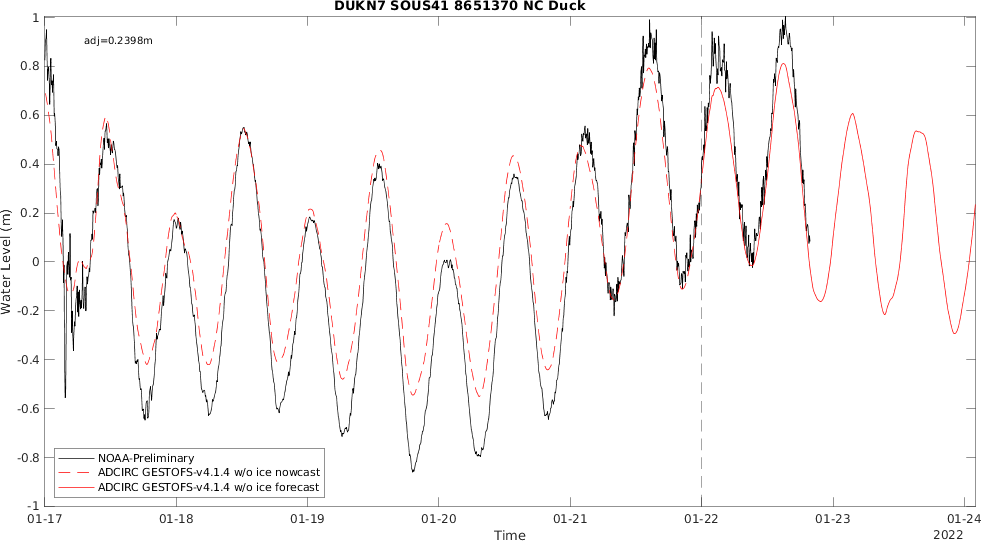 DUKN7 SOUS41 8651370 NC Duck
adj=0.2398m
1
0.8
0.6
0.4
0.2
0
-0.2
-0.4
-0.6
-0.8
-1
Water Level (m)
NOAA-Preliminary
ADCIRC GESTOFS-v4.1.4 w/o ice nowcast
ADCIRC GESTOFS-v4.1.4 w/o ice forecast
01-17 01-18 01-19 01-20 01-21 01-22 01-23 01-24
Time
2022